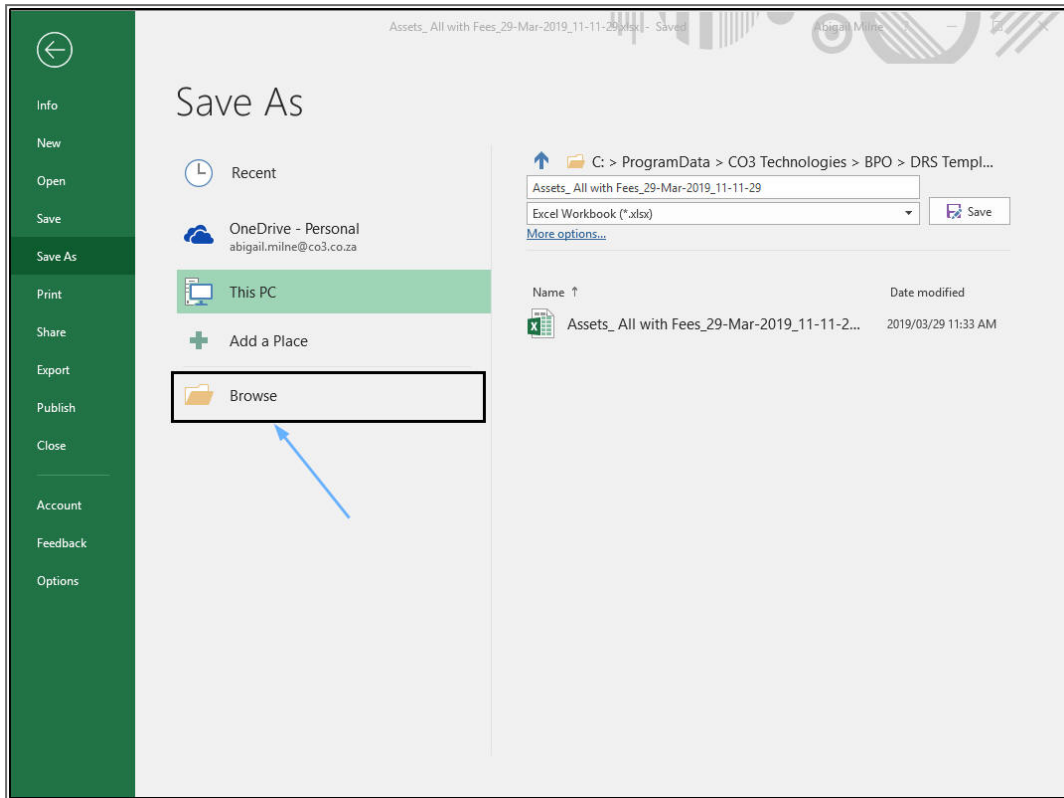 Assets_ All with Fees_29-Mar-2019_11-11-29.xlsx - Saved
Abigail Milne
?
Info
New
Open
Save
Save As
Print
Share
Export
Publish
Close
Account
Feedback
Options
Save As
Recent
OneDrive - Personal
abigail.milne@co3.co.za
This PC
Add a Place
Browse
C: > ProgramData > CO3 Technologies > BPO > DRS Templ...
Assets_ All with Fees_29-Mar-2019_11-11-29
Excel Workbook (*.xlsx)
Save
More options...
Name ↑ Date modified
Assets_ All with Fees_29-Mar-2019_11-11-2... 2019/03/29 11:33 AM